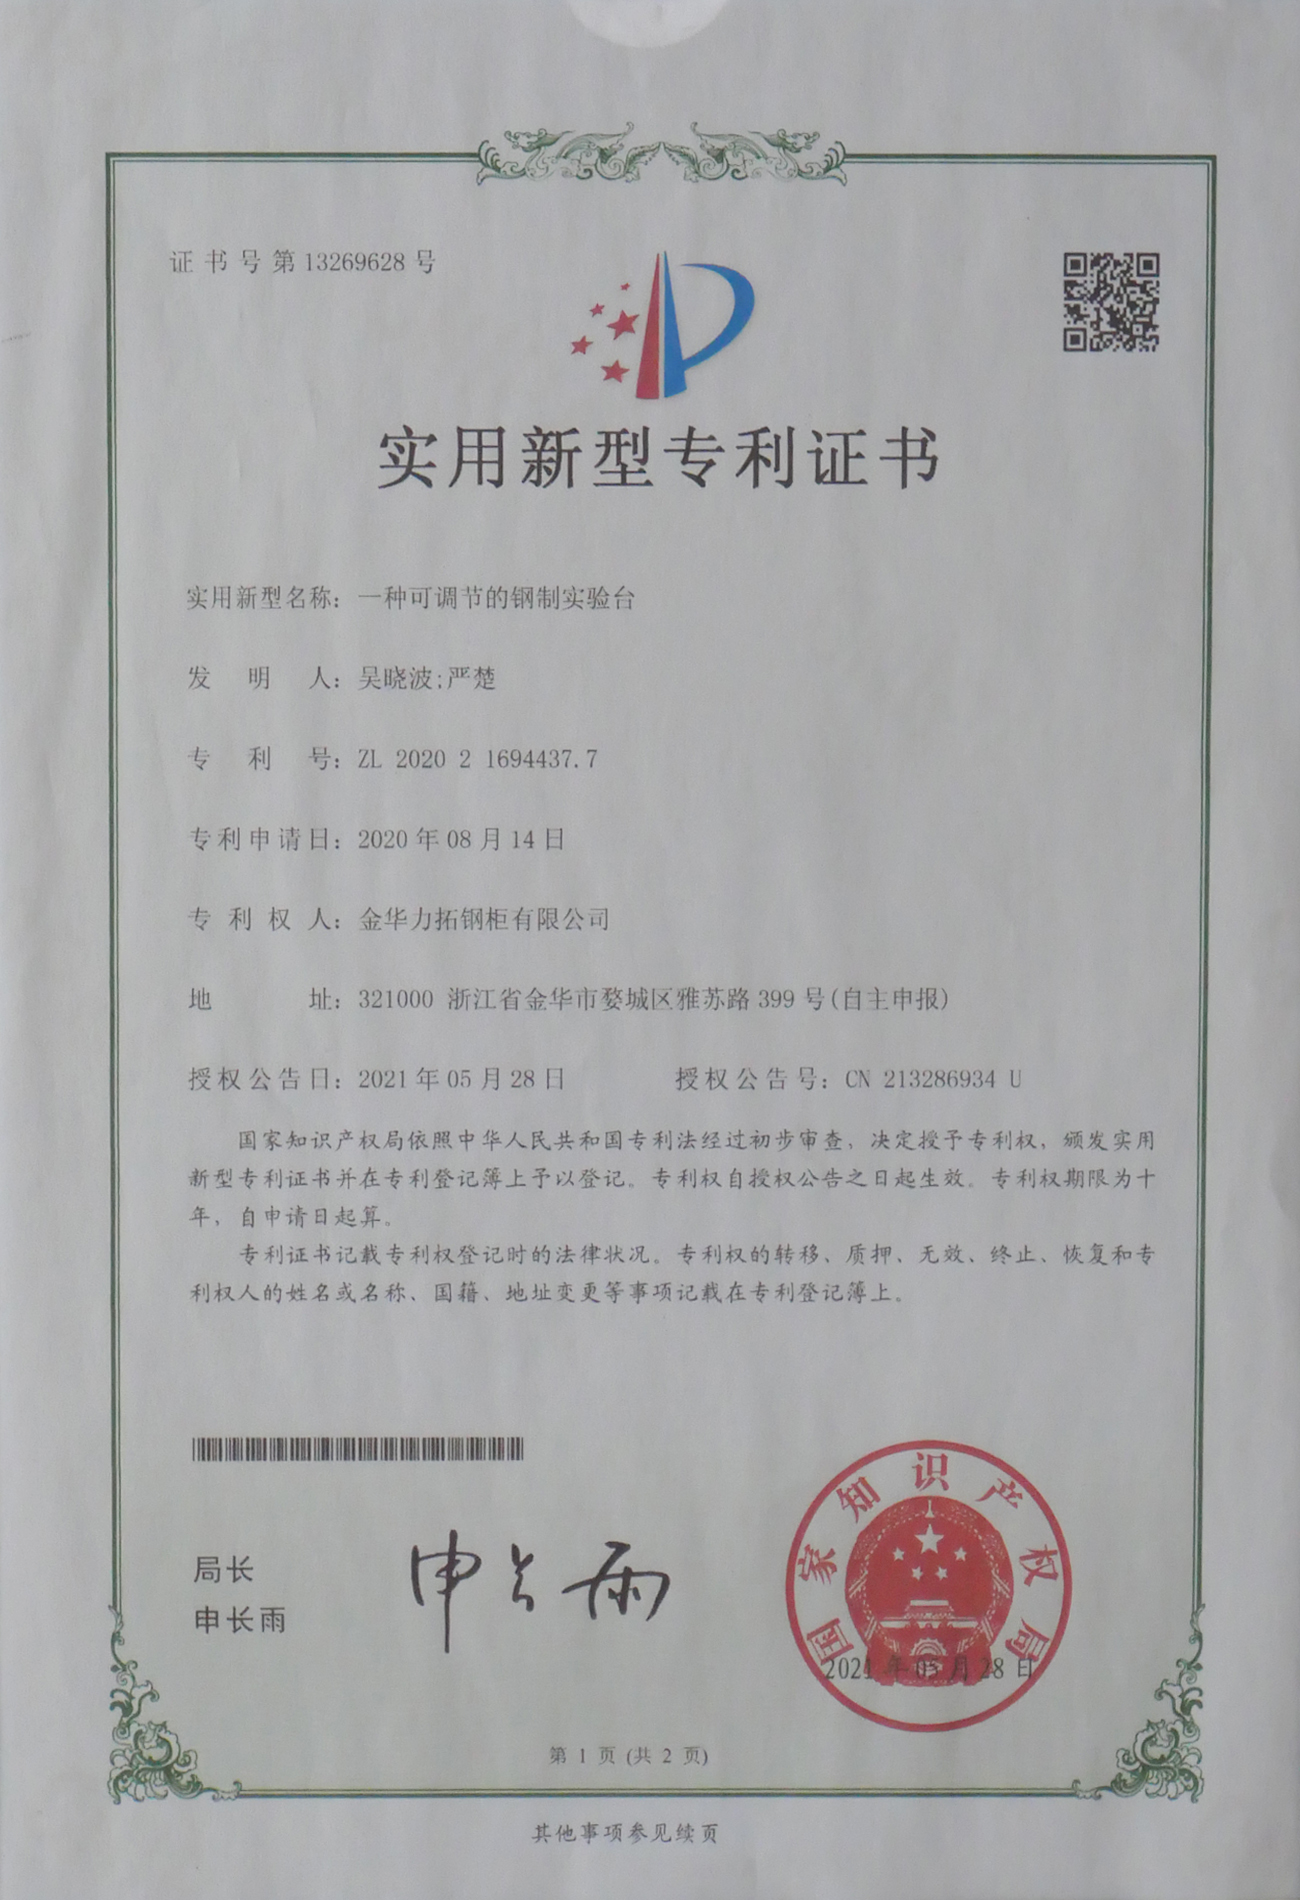 证书号第13269628号
实用新型专利证书
实用新型名称：一种可调节的钢制实验台
发明人：吴晓波;严楚
专利号：ZL 2020 2 1694437.7
专利申请日：2020年08月14日
专利权人：金华力拓钢柜有限公司
地址：321000 浙江省金华市婺城区雅苏路399号(自主申报)
授权公告日：2021年05月28日 授权公告号：CN 213286934 U
国家知识产权局依照中华人民共和国专利法经过初步审查，决定授予专利权，颁发实用
新型专利证书并在专利登记簿上予以登记。专利权自授权公告之日起生效。专利权期限为十
年，自申请日起算。
专利证书记载专利权登记时的法律状况。专利权的转移、质押、无效、终止、恢复和专
利权人的姓名或名称、国籍、地址变更等事项记载在专利登记簿上。
局长
申长雨
申长雨
国家知识产权局
2021年05月28日
第 1 页 (共 2 页)
其他事项参见续页